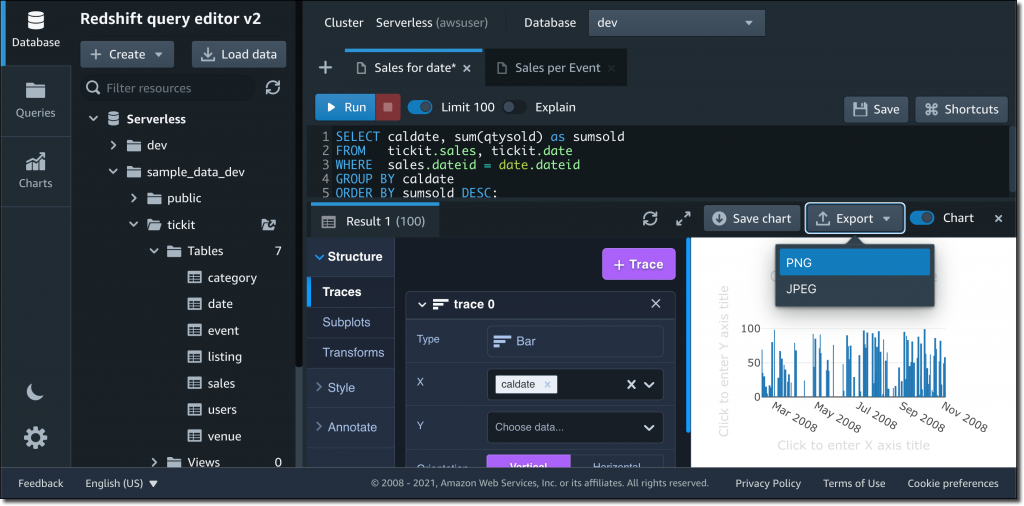 Redshift query editor v2
Database
Create
Load data
Filter resources
Queries
Charts
Serverless
dev
sample_data_dev
public
tickit
Tables 7
category
date
event
listing
sales
users
venue
Views 0
Cluster Serverless (awsuser) Database dev
Sales for date* ×
Sales per Event ×
Run Limit 100 Explain Save Shortcuts
1 SELECT caldate, sum(qtysold) as sumsold
2 FROM tickit.sales, tickit.date
3 WHERE sales.dateid = date.dateid
4 GROUP BY caldate
5 ORDER BY sumsold DESC;
Result 1 (100)
Save chart Export Chart ×
PNG
JPEG
Structure
Traces
Subplots
Transforms
Style
Annotate
+ Trace
trace 0
Type Bar
X caldate ×
Y Choose data...
Orientation Vertical Horizontal
Click to enter Y axis title
100
50
0
Mar 2008
May 2008
Jul 2008
Sep 2008
Nov 2008
Click to enter X axis title
Feedback English (US) © 2008 - 2021, Amazon Web Services, Inc. or its affiliates. All rights reserved. Privacy Policy Terms of Use Cookie preferences